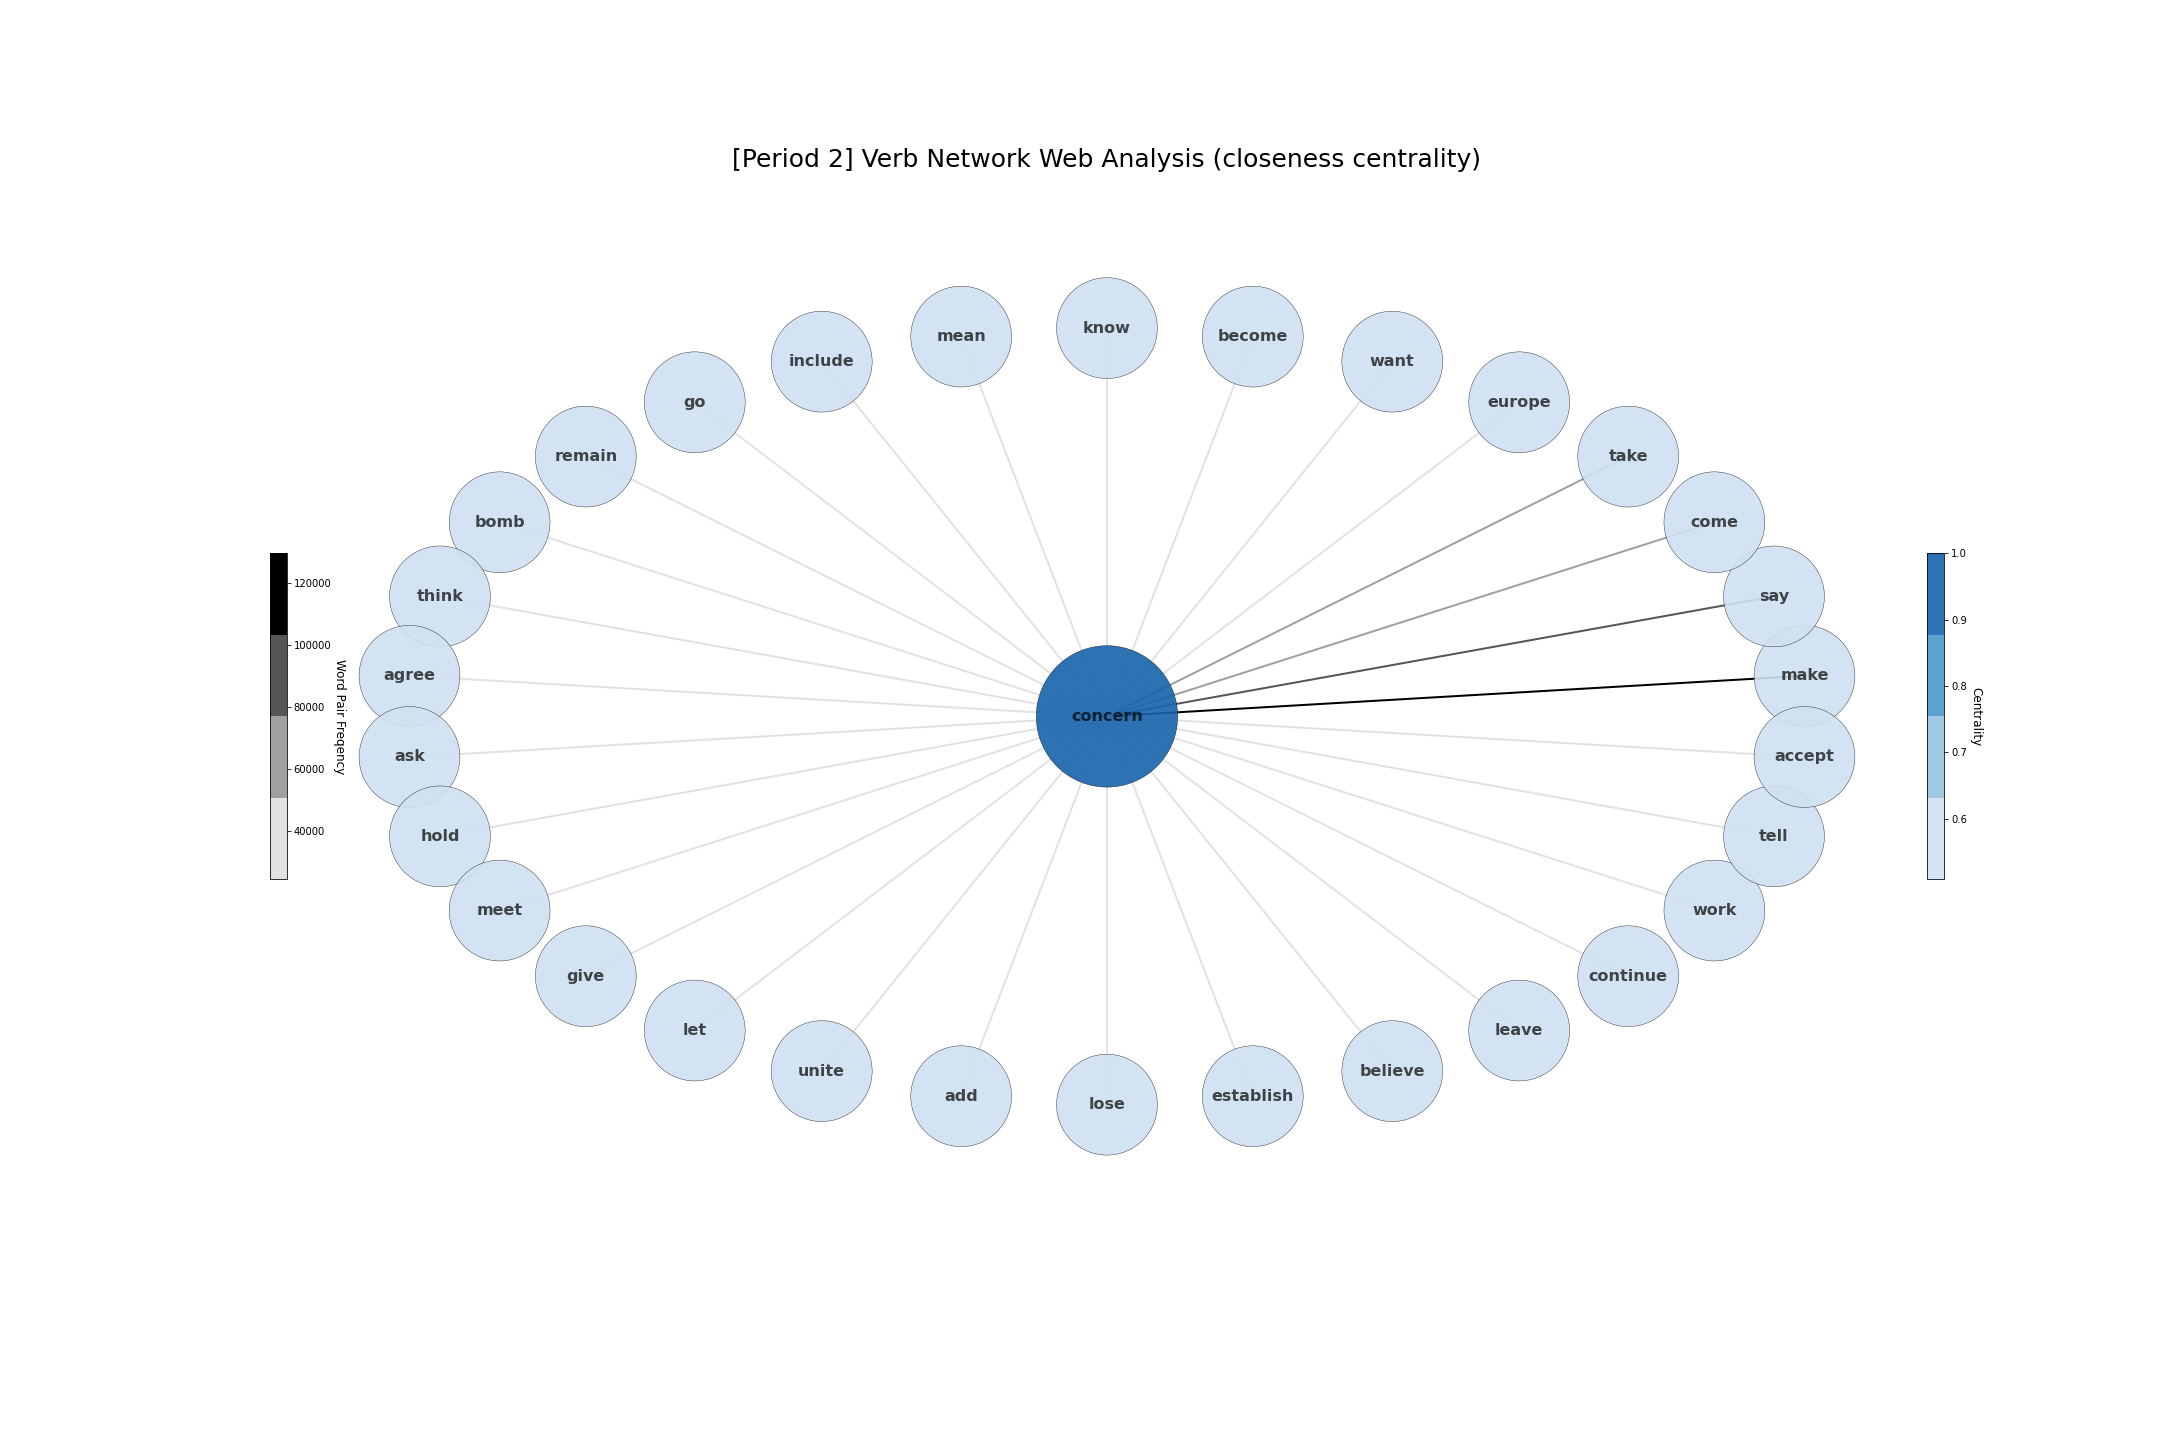 [Period 2] Verb Network Web Analysis (closeness centrality)
know
mean
become
include
want
go
europe
remain
take
bomb
come
think
say
agree
make
concern
ask
accept
hold
tell
meet
work
give
continue
let
leave
unite
believe
add
establish
lose
120000
100000
80000
60000
40000
Word Pair Freqency
1.0
0.9
0.8
0.7
0.6
Centrality